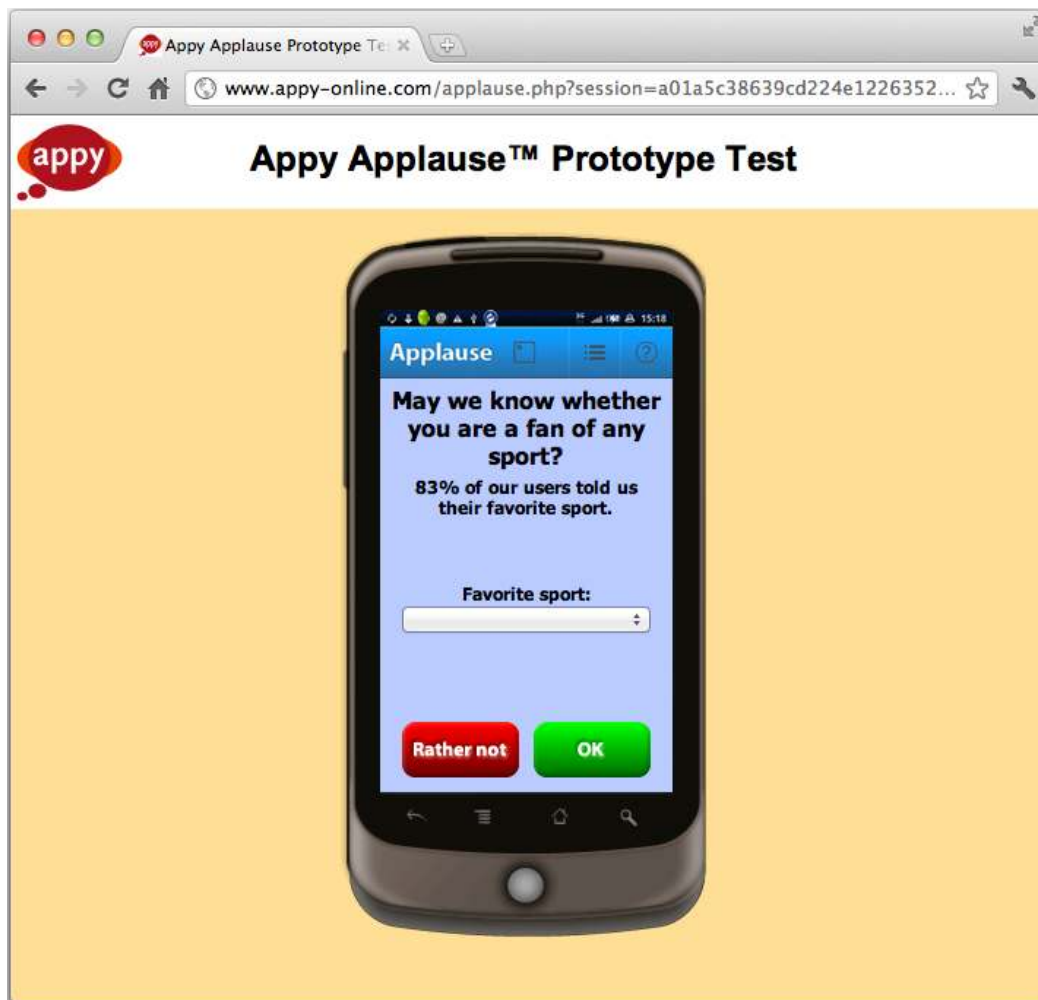 Appy Applause Prototype Te
www.appy-online.com/applause.php?session=a01a5c38639cd224e1226352...
appy
Appy Applause™ Prototype Test
15:18
Applause
May we know whether
you are a fan of any
sport?
83% of our users told us
their favorite sport.
Favorite sport:
Rather not
OK